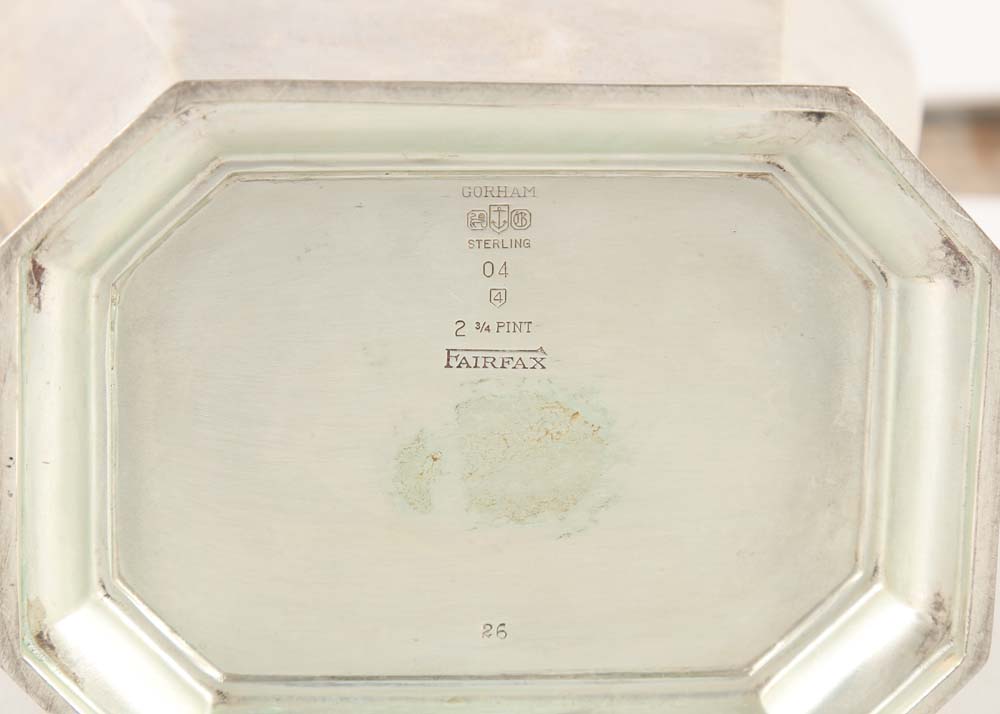 GORHAM
G
STERLING
04
4
2 3/4 PINT
FAIRFAX
26